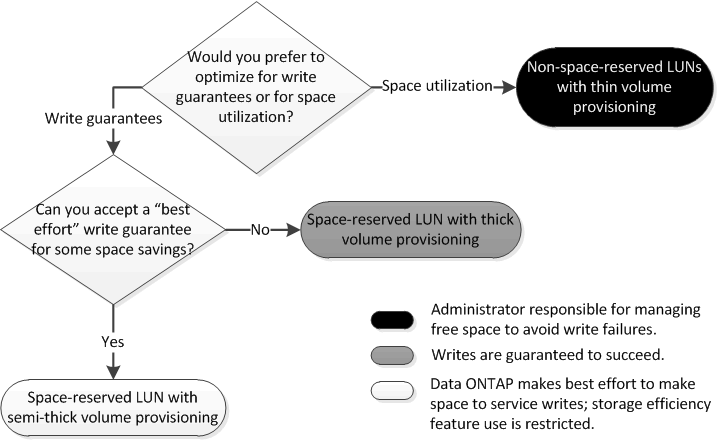 Would you prefer to
optimize for write
guarantees or for space
utilization?
Space utilization
Non-space-reserved LUNs
with thin volume
provisioning
Write guarantees
Can you accept a “best
effort” write guarantee
for some space savings?
No
Space-reserved LUN with thick
volume provisioning
Yes
Space-reserved LUN with
semi-thick volume provisioning
Administrator responsible for managing
free space to avoid write failures.
Writes are guaranteed to succeed.
Data ONTAP makes best effort to make
space to service writes; storage efficiency
feature use is restricted.